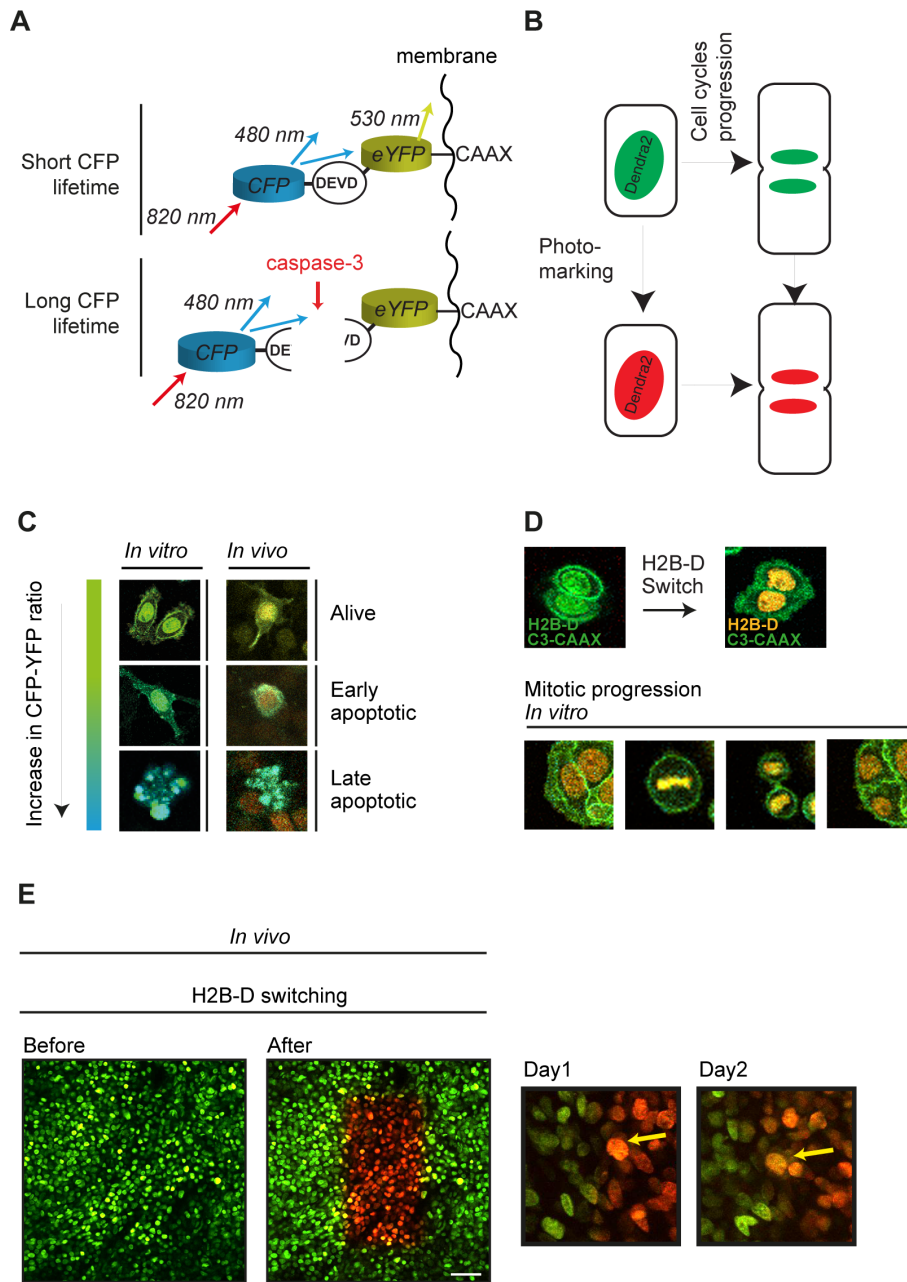 A
membrane
530 nm
480 nm
Short CFP
lifetime
CFP
DEVD
eYFP
CAAX
820 nm
caspase-3
Long CFP
lifetime
480 nm
CFP
DE
VD
eYFP
CAAX
820 nm
B
Cell cycles
progression
Dendra2
Photo-
marking
Dendra2
C
In vitro
In vivo
Increase in CFP-YFP ratio
Alive
Early
apoptotic
Late
apoptotic
D
H2B-D
Switch
H2B-D
C3-CAAX
H2B-D
C3-CAAX
Mitotic progression
In vitro
E
In vivo
H2B-D switching
Before
After
Day1
Day2